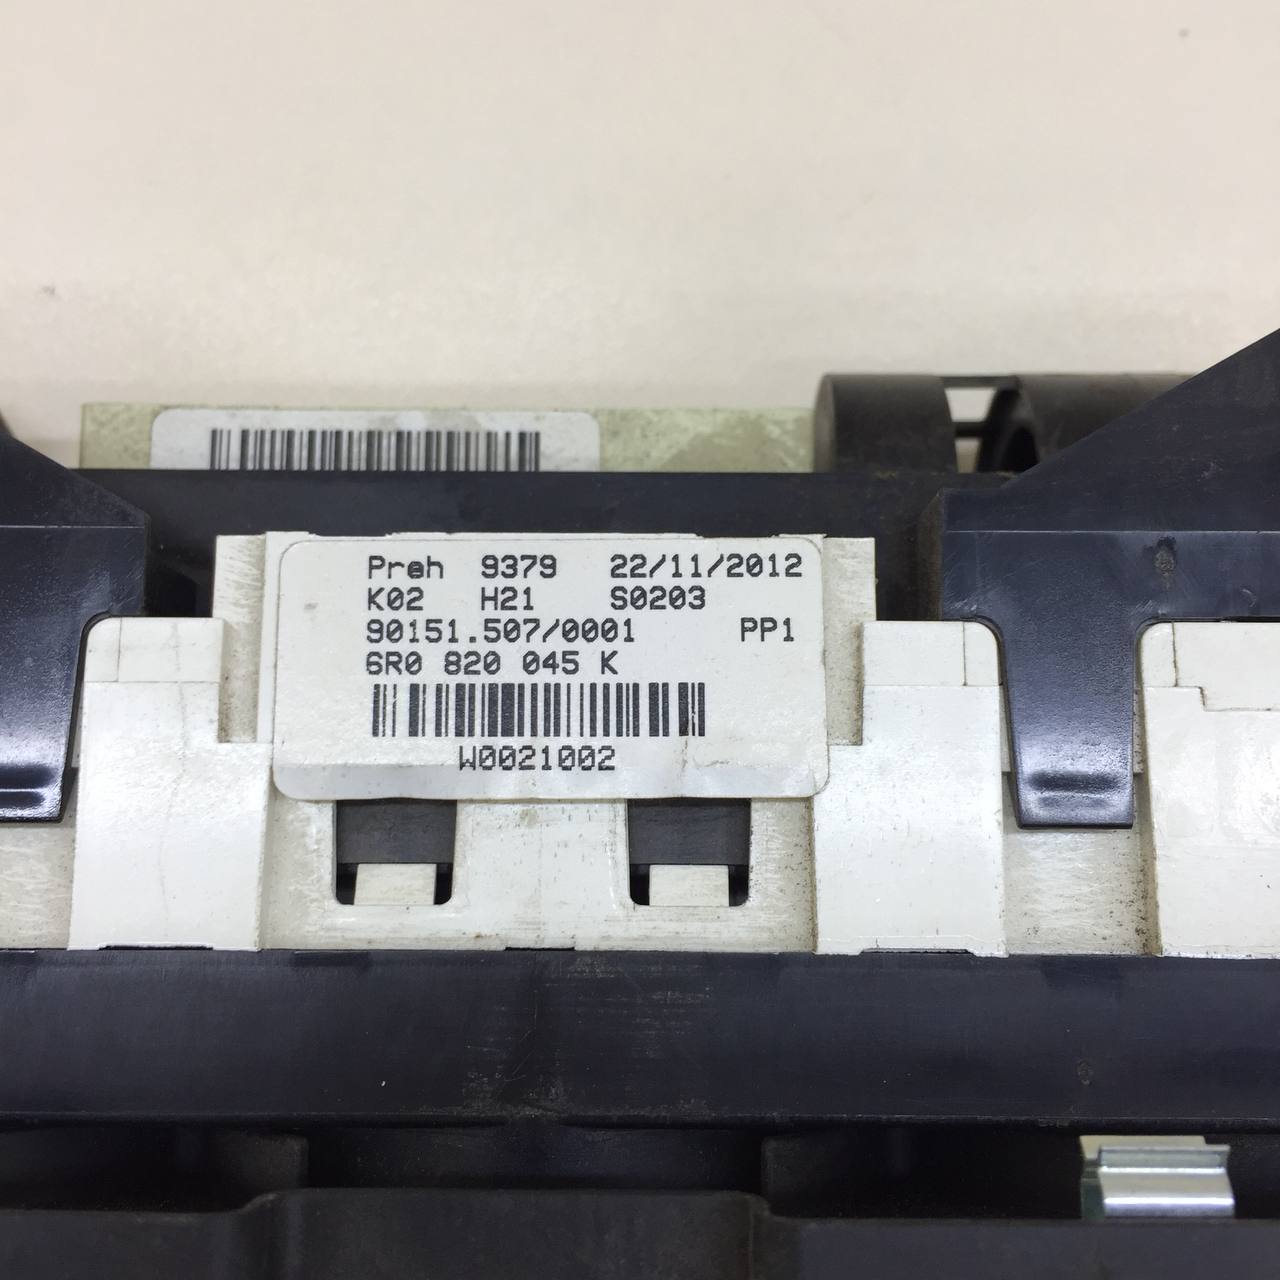 Preh 9379 22/11/2012
K02 H21 S0203
90151.507/0001 PP1
6R0 820 045 K
W0021002